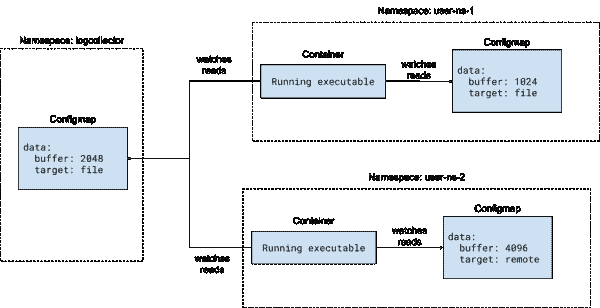 Namespace: user-ns-1
Namespace: logcollector
watches
reads
Container
Running executable
watches
reads
Configmap
data:
buffer: 1024
target: file
Configmap
data:
buffer: 2048
target: file
Namespace: user-ns-2
watches
reads
Container
Running executable
watches
reads
Configmap
data:
buffer: 4096
target: remote